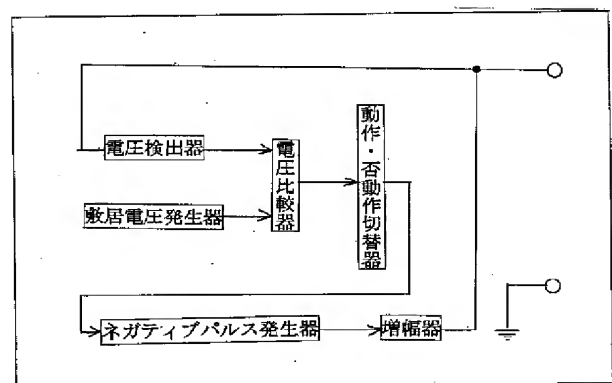 電圧検出器
敷居電圧発生器
電圧比較器
動作・否動作切替器
ネガティブパルス発生器
増幅器